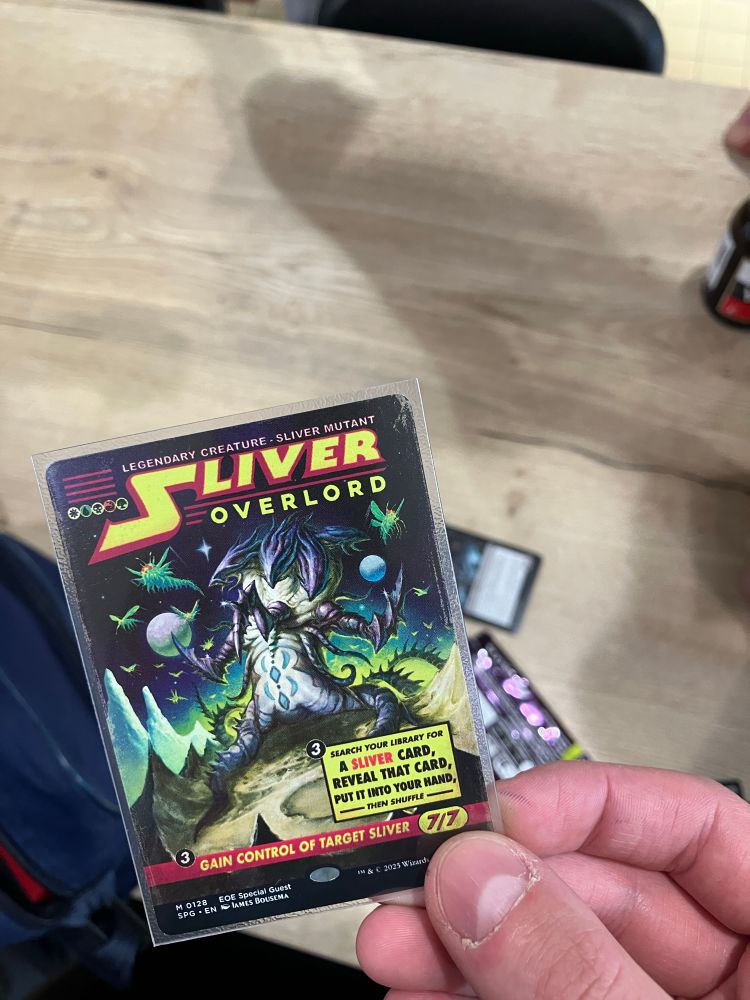 LEGENDARY CREATURE - SLIVER MUTANT
SLIVER
OVERLORD
3 SEARCH YOUR LIBRARY FOR
A SLIVER CARD,
REVEAL THAT CARD,
PUT IT INTO YOUR HAND,
THEN SHUFFLE
3 GAIN CONTROL OF TARGET SLIVER 7/7
M 0128 EOE Special Guest
SPG • EN JAMES BOUSEMA
™ & © 2025 Wizards